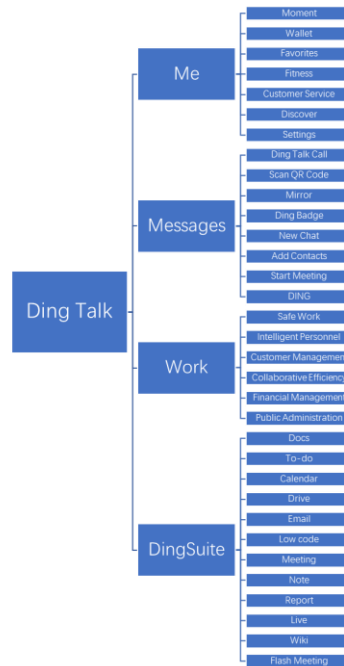 Ding Talk
Me
Moment
Wallet
Favorites
Fitness
Customer Service
Discover
Settings
Messages
Ding Talk Call
Scan QR Code
Mirror
Ding Badge
New Chat
Add Contacts
Start Meeting
DING
Work
Safe Work
Intelligent Personnel
Customer Management
Collaborative Efficiency
Financial Management
Public Administration
DingSuite
Docs
To-do
Calendar
Drive
Email
Low code
Meeting
Note
Report
Live
Wiki
Flash Meeting